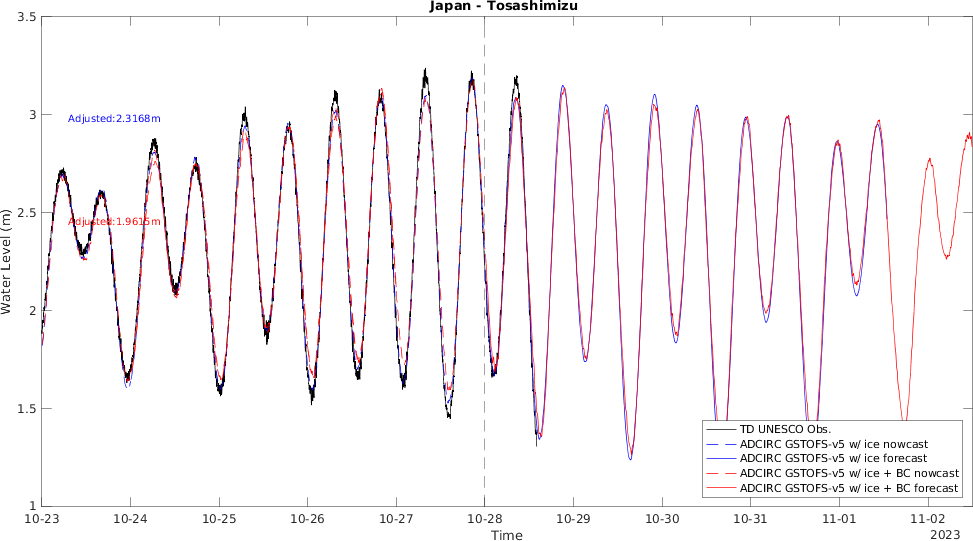 Japan - Tosashimizu
3.5
3
2.5
2
1.5
1
Water Level (m)
Adjusted:2.3168m
Adjusted:1.9615m
TD UNESCO Obs.
ADCIRC GSTOFS-v5 w/ ice nowcast
ADCIRC GSTOFS-v5 w/ ice forecast
ADCIRC GSTOFS-v5 w/ ice + BC nowcast
ADCIRC GSTOFS-v5 w/ ice + BC forecast
10-23 10-24 10-25 10-26 10-27 10-28 10-29 10-30 10-31 11-01 11-02
Time
2023